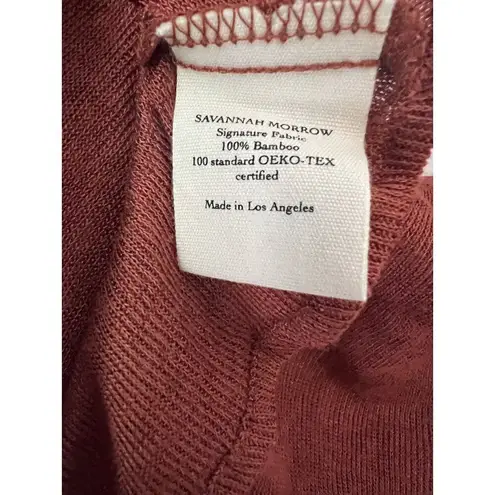 SAVANNAH MORROW
Signature Fabric
100% Bamboo
100 standard OEKO-TEX
certified
Made in Los Angeles